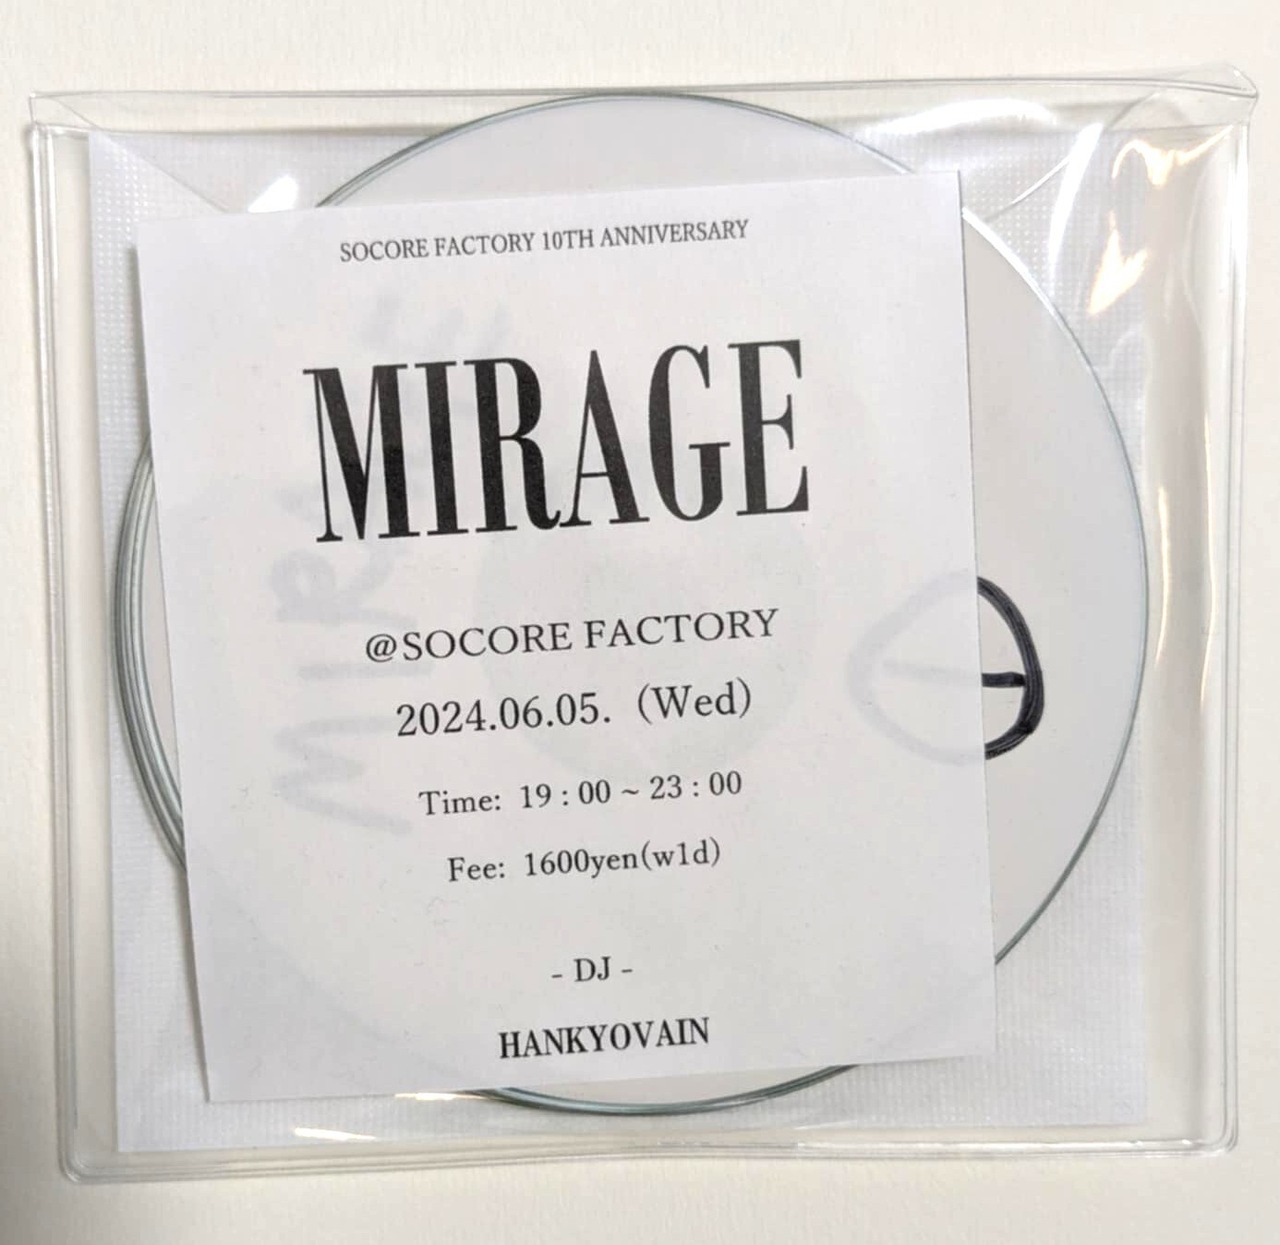 SOCORE FACTORY 10TH ANNIVERSARY
MIRAGE
@SOCORE FACTORY
2024.06.05. (Wed)
Time: 19 : 00 ~ 23 : 00
Fee: 1600yen(w1d)
- DJ -
HANKYOVAIN
MIRAGE